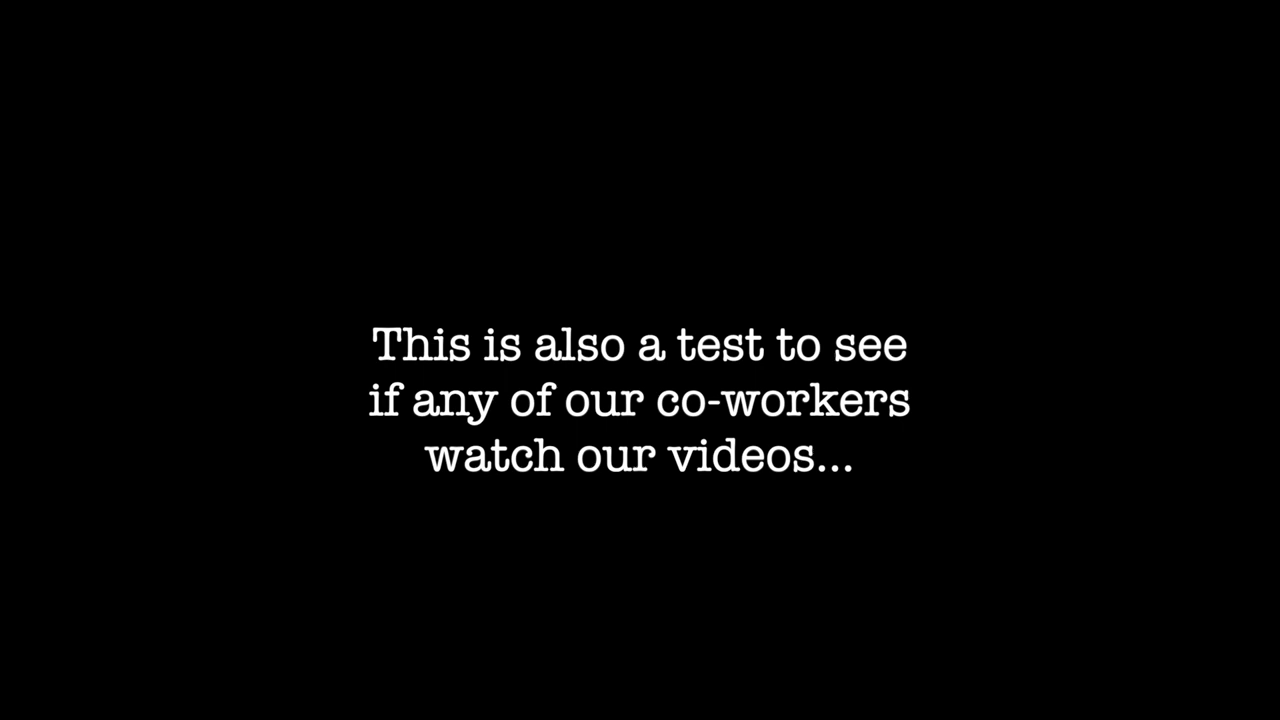 This is also a test to see
if any of our co-workers
watch our videos...